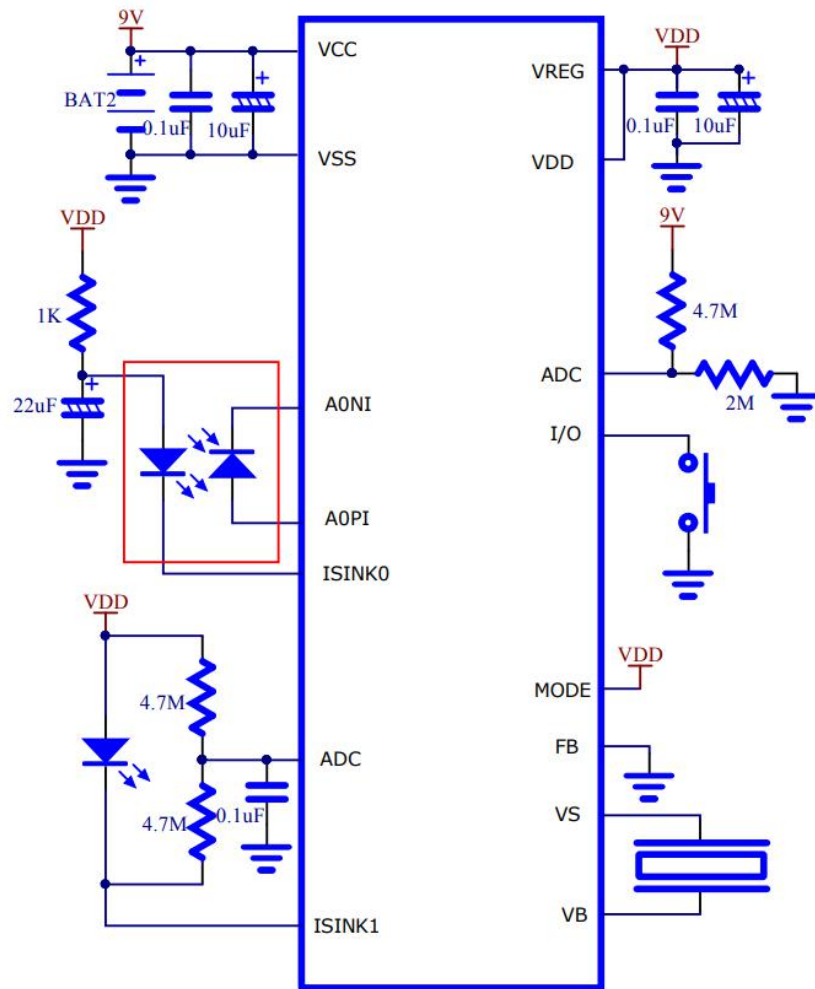 9V
VCC
BAT2
0.1uF
10uF
VSS
VDD
1K
22uF
A0NI
A0PI
ISINK0
VDD
4.7M
ADC
4.7M
0.1uF
ISINK1
VDD
VREG
0.1uF
10uF
VDD
9V
4.7M
ADC
2M
I/O
VDD
MODE
FB
VS
VB